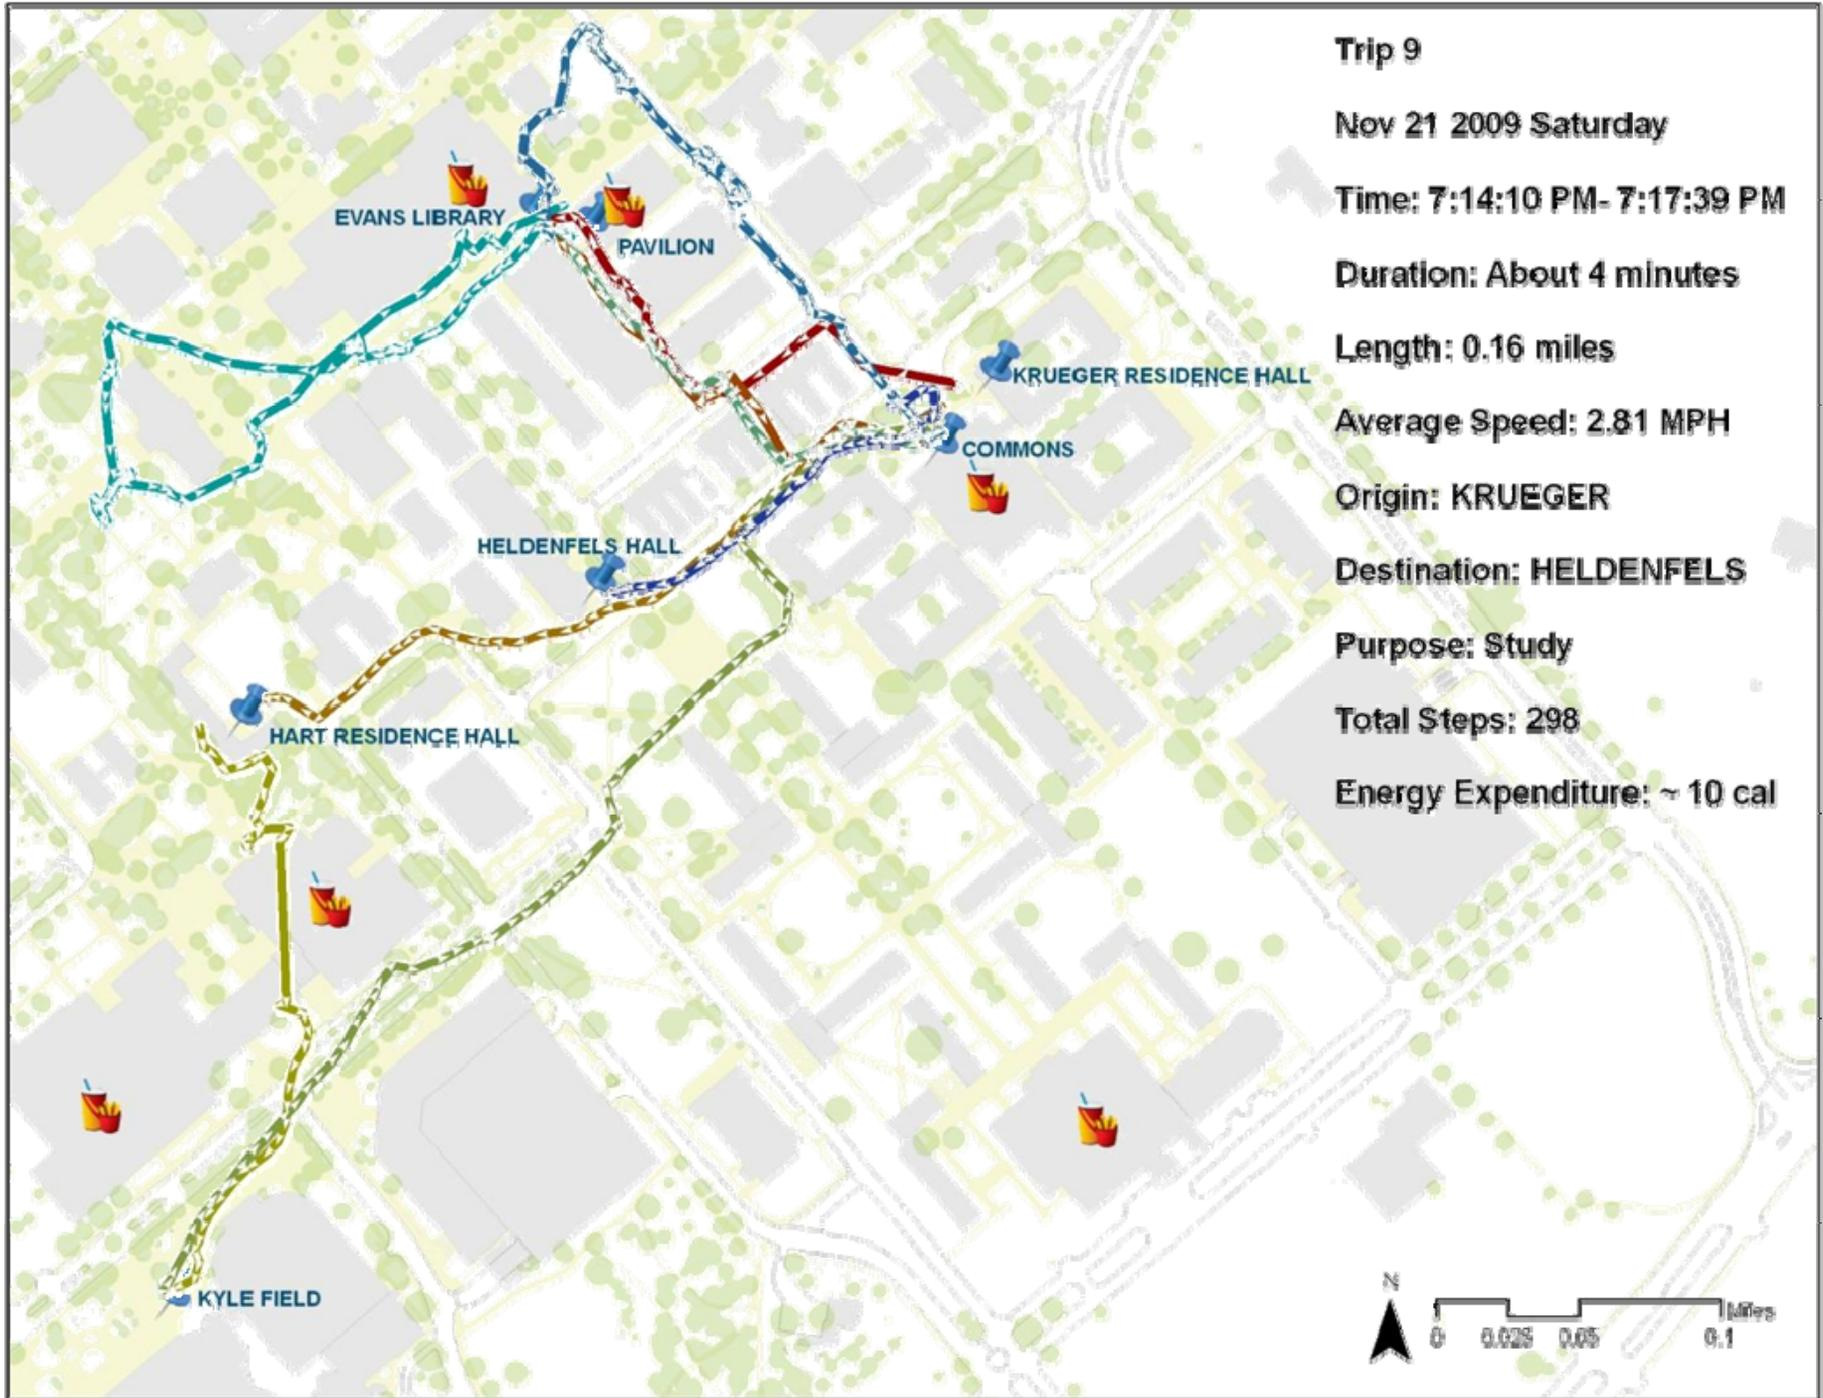 Trip 9
Nov 21 2009 Saturday
Time: 7:14:10 PM- 7:17:39 PM
EVANS LIBRARY
PAVILION
Duration: About 4 minutes
Length: 0.16 miles
KRUEGER RESIDENCE HALL
Average Speed: 2.81 MPH
COMMONS
Origin: KRUEGER
HELDENFELS HALL
Destination: HELDENFELS
Purpose: Study
Total Steps: 298
HART RESIDENCE HALL
Energy Expenditure: ~ 10 cal
KYLE FIELD
N
Miles
0 0.025 0.05 0.1